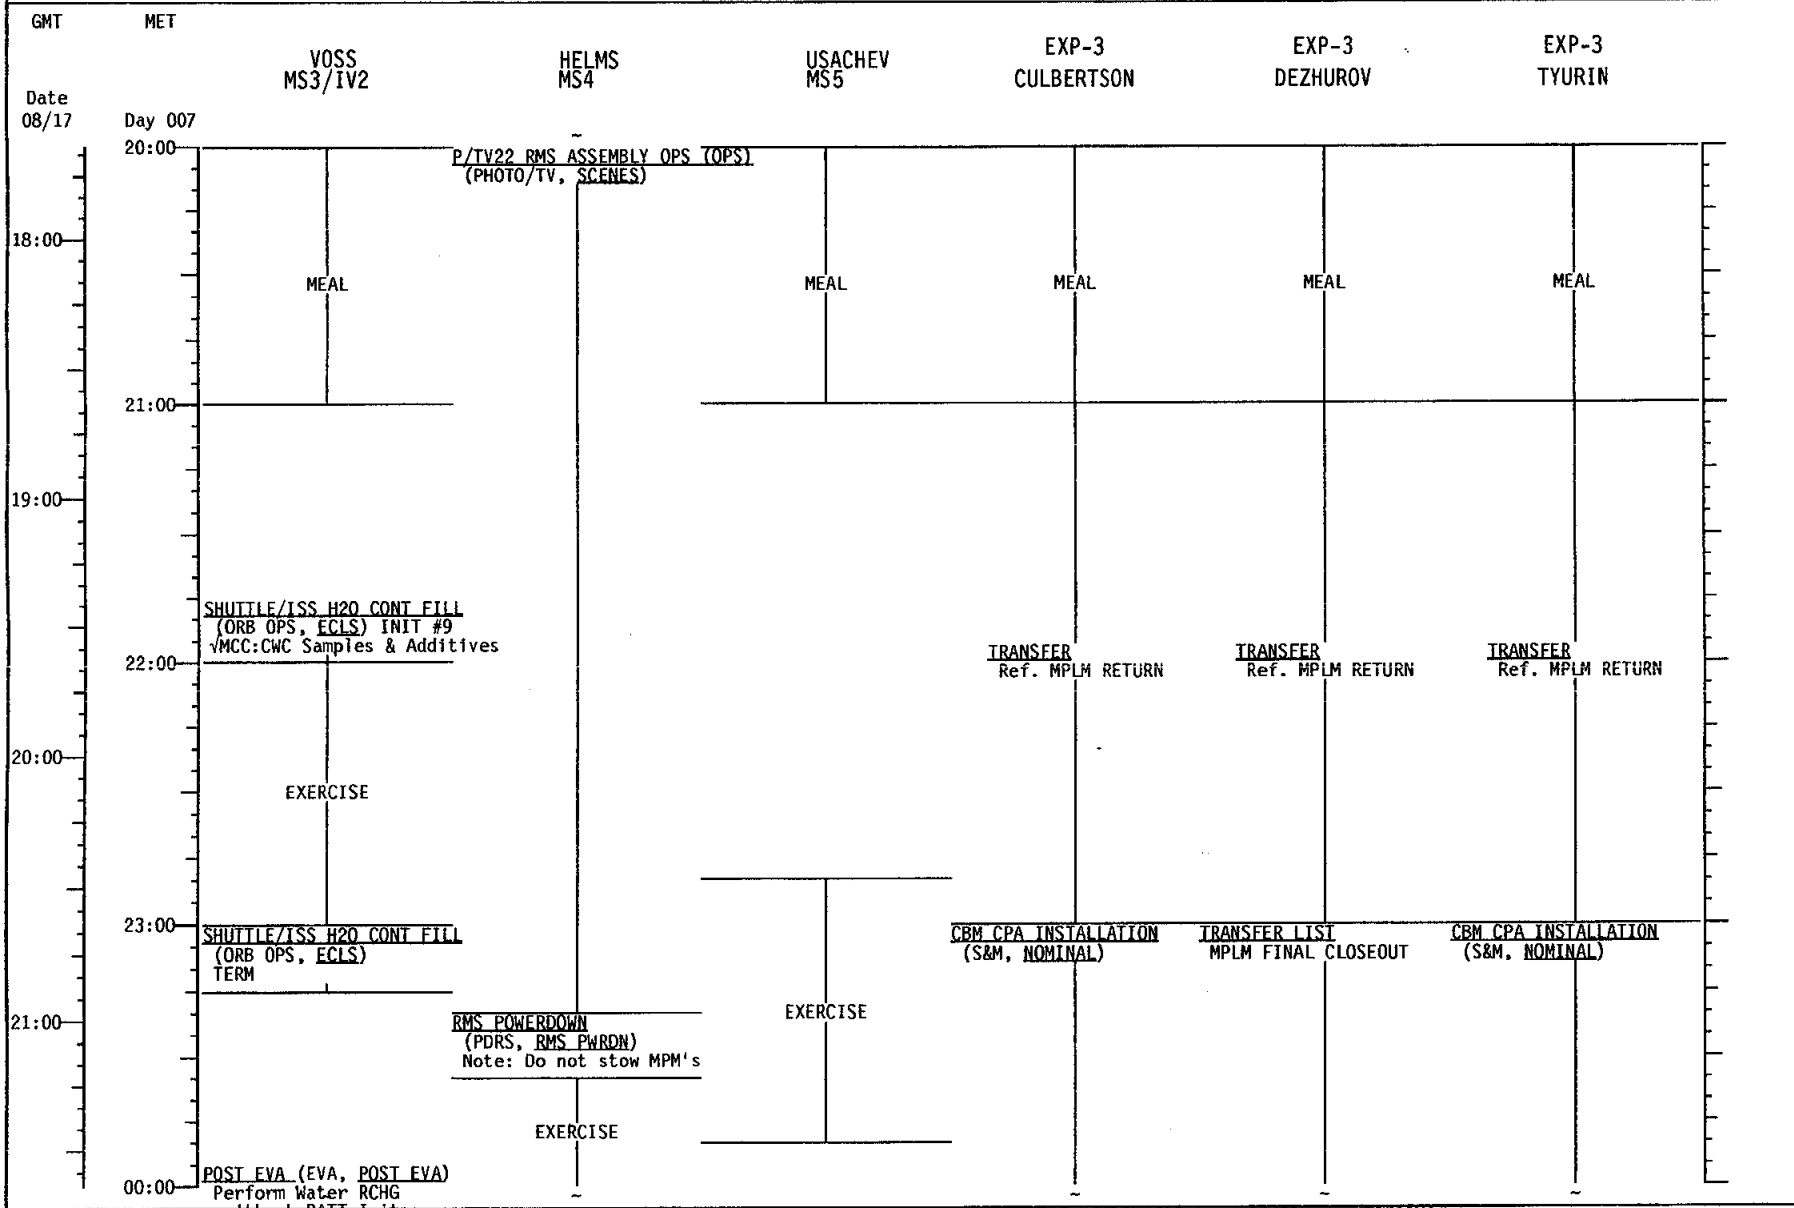 GMT MET
VOSS
MS3/IV2
HELMS
MS4
USACHEV
MS5
EXP-3
CULBERTSON
EXP-3
DEZHUROV
EXP-3
TYURIN
Date
08/17 Day 007
20:00
P/TV22 RMS ASSEMBLY OPS (OPS)
(PHOTO/TV, SCENES)
18:00
MEAL MEAL MEAL MEAL MEAL
21:00
19:00
SHUTTLE/ISS H2O CONT FILL
(ORB OPS, ECLS) INIT #9
√MCC:CWC Samples & Additives
22:00
TRANSFER
Ref. MPLM RETURN
TRANSFER
Ref. MPLM RETURN
TRANSFER
Ref. MPLM RETURN
20:00
EXERCISE
23:00
SHUTTLE/ISS H2O CONT FILL
(ORB OPS, ECLS)
TERM
CBM CPA INSTALLATION
(S&M, NOMINAL)
TRANSFER LIST
MPLM FINAL CLOSEOUT
CBM CPA INSTALLATION
(S&M, NOMINAL)
EXERCISE
21:00
RMS POWERDOWN
(PDRS, RMS PWRDN)
Note: Do not stow MPM's
EXERCISE
00:00
POST EVA (EVA, POST EVA)
Perform Water RCHG